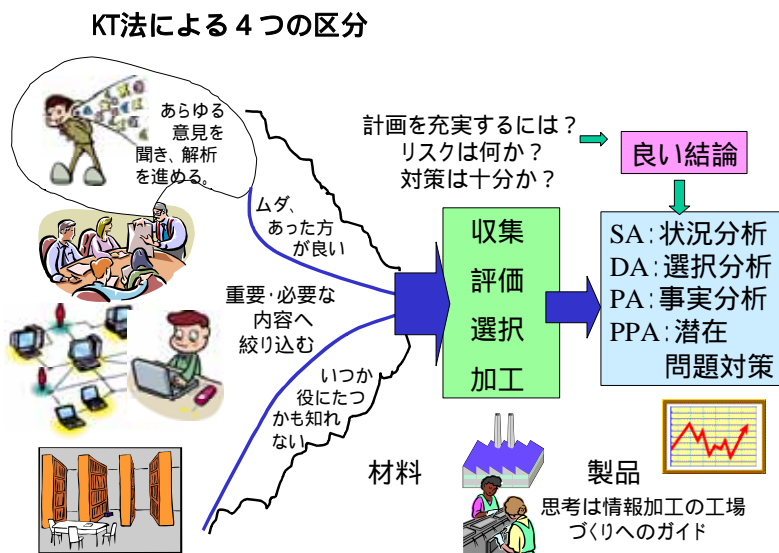 KT法による４つの区分
あらゆる
意見を
聞き、解析
を進める。
ムダ、
あった方
が良い
重要・必要な
内容へ
絞り込む
いつか
役にたつ
かも知れ
ない
計画を充実するには？
リスクは何か？
対策は十分か？
良い結論
収集
評価
選択
加工
SA：状況分析
DA：選択分析
PA：事実分析
PPA：潜在
問題対策
材料
製品
思考は情報加工の工場
づくりへのガイド